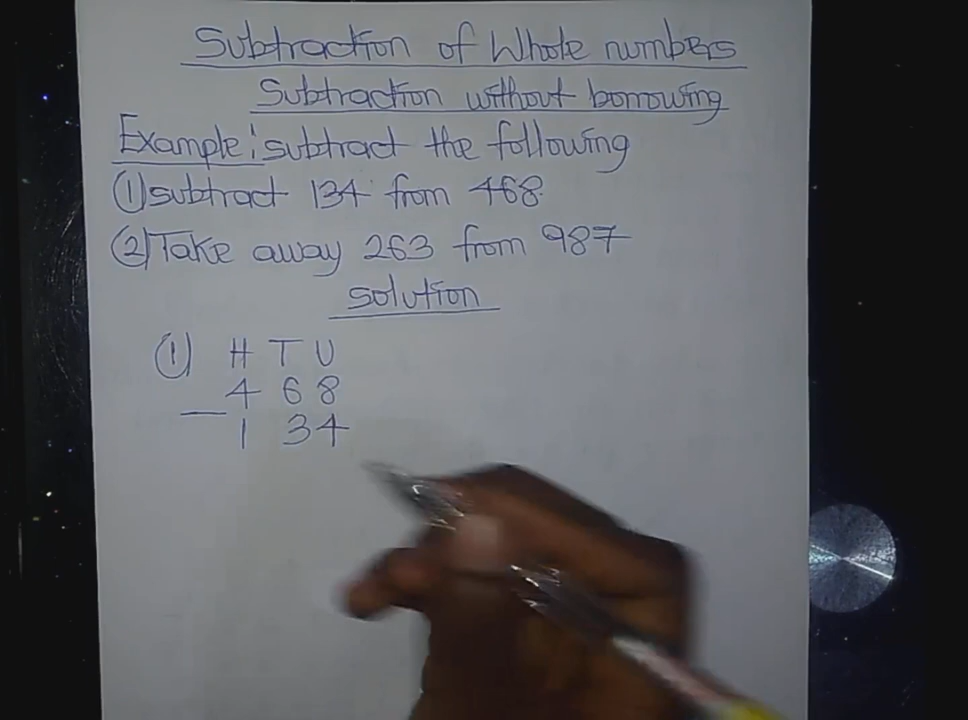 Subtraction of Whole numbers
Subtraction without borrowing
Example: subtract the following
① subtract 134 from 468
② Take away 263 from 987
solution
① H T U
4 6 8
— 1 3 4